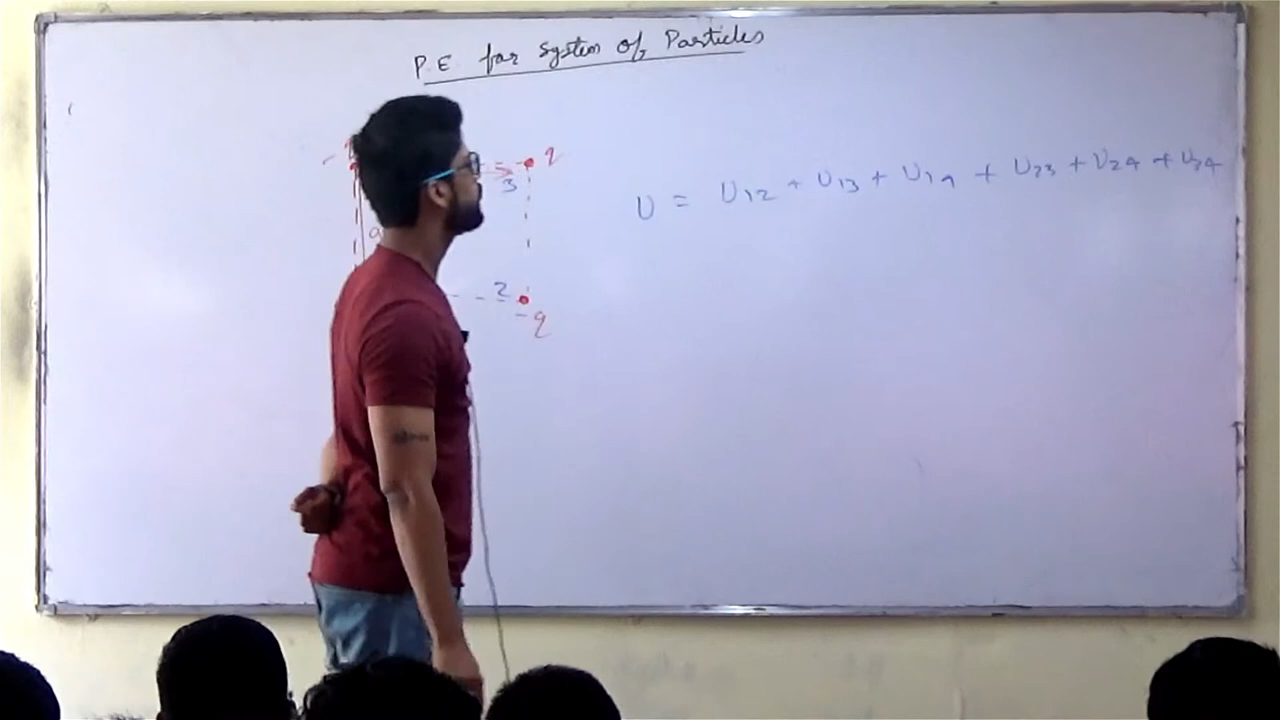 P.E. for System of Particles
- q
q
3
a
U = U12 + U13 + U14 + U23 + U24 + U34
2
- q